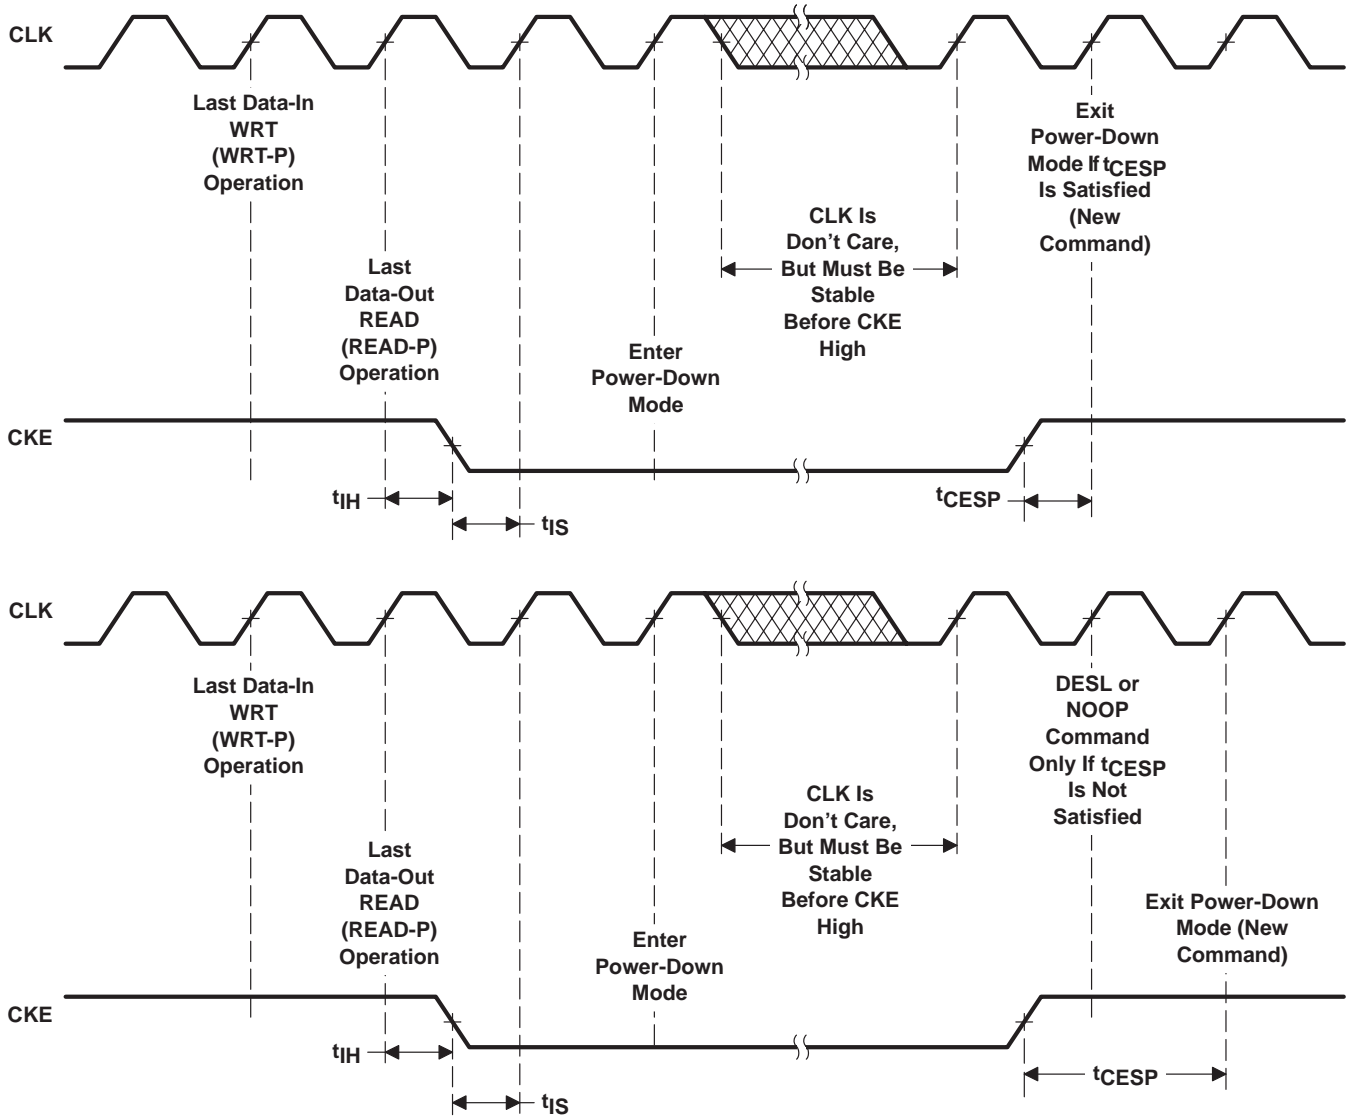 CLK
Last Data-In
WRT
(WRT-P)
Operation
Last
Data-Out
READ
(READ-P)
Operation
Enter
Power-Down
Mode
CLK Is
Don't Care,
But Must Be
Stable
Before CKE
High
Exit
Power-Down
Mode If tCESP
Is Satisfied
(New
Command)
CKE
tIH
tIS
tCESP
CLK
Last Data-In
WRT
(WRT-P)
Operation
Last
Data-Out
READ
(READ-P)
Operation
Enter
Power-Down
Mode
CLK Is
Don't Care,
But Must Be
Stable
Before CKE
High
DESL or
NOOP
Command
Only If tCESP
Is Not
Satisfied
Exit Power-Down
Mode (New
Command)
CKE
tIH
tIS
tCESP